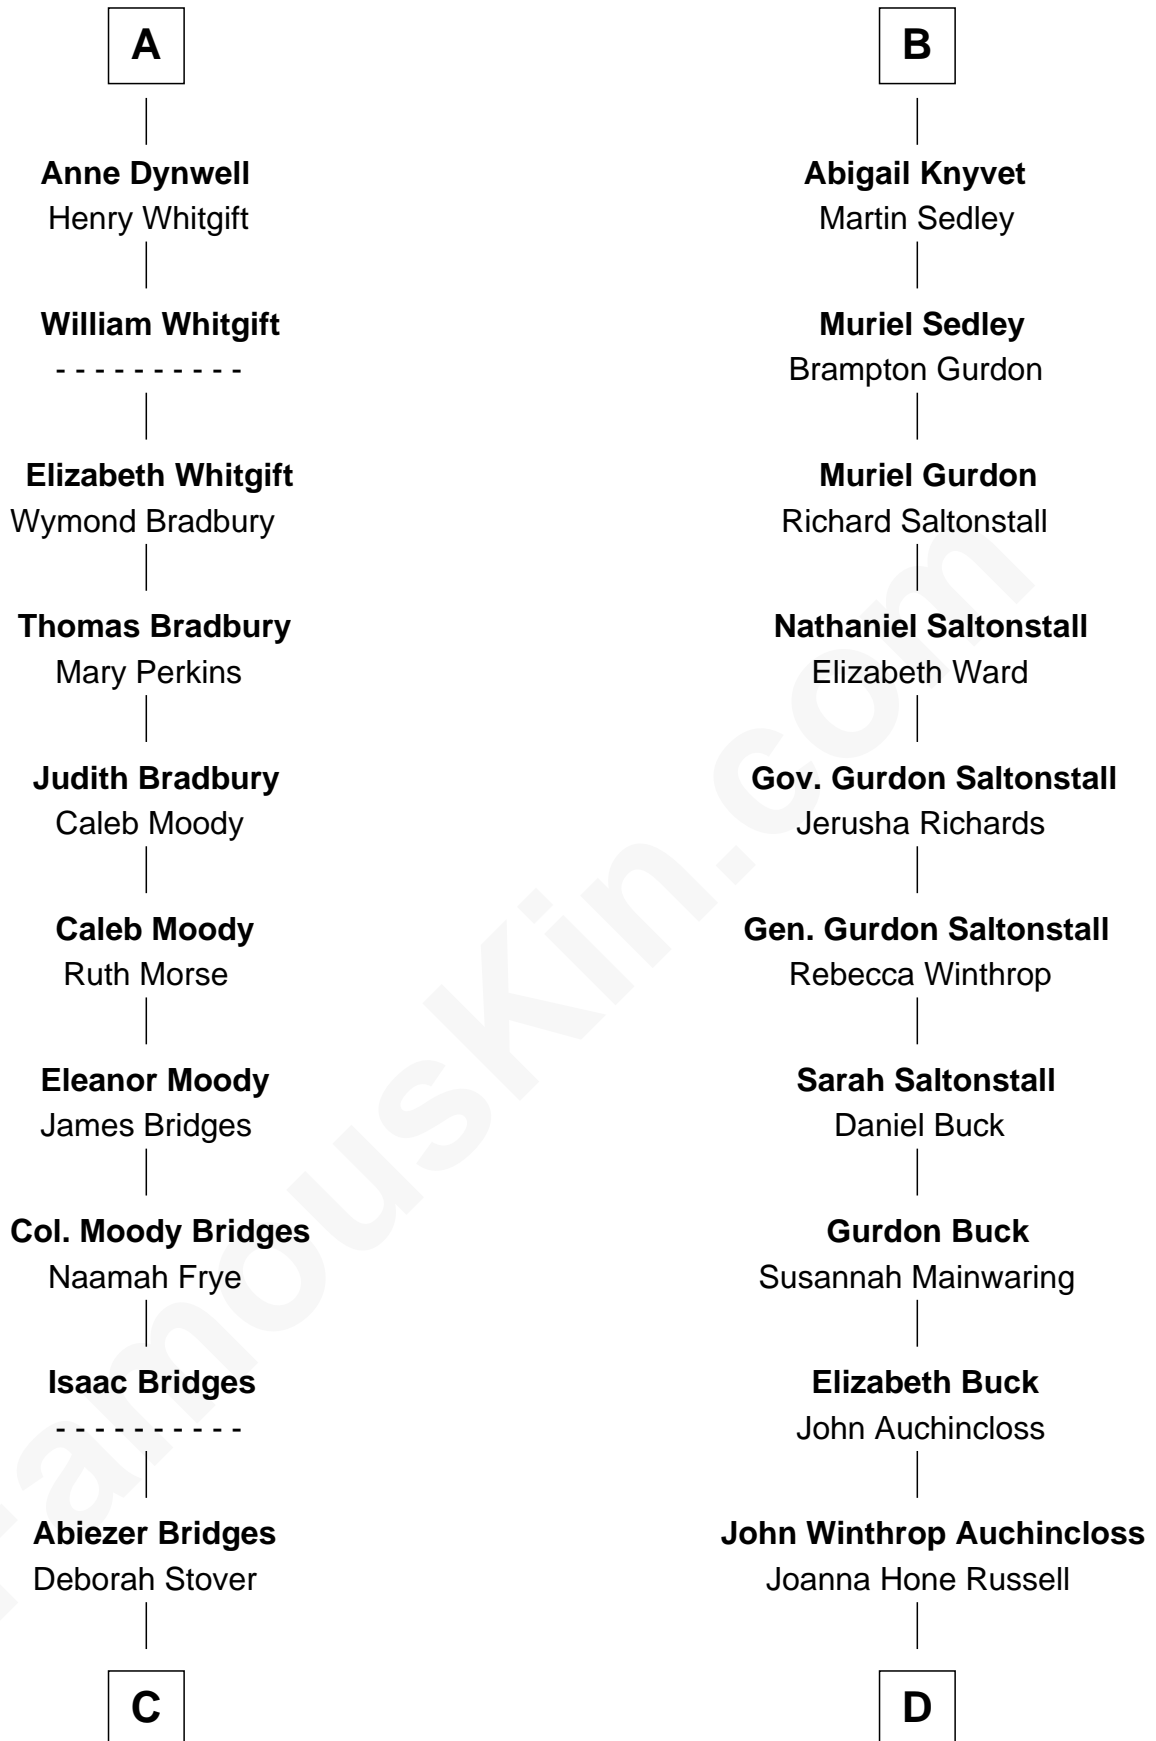 A
Anne Dynwell
Henry Whitgift
William Whitgift
- - - - - - - - - -
Elizabeth Whitgift
Wymond Bradbury
Thomas Bradbury
Mary Perkins
Judith Bradbury
Caleb Moody
Caleb Moody
Ruth Morse
Eleanor Moody
James Bridges
Col. Moody Bridges
Naamah Frye
Isaac Bridges
- - - - - - - - - -
Abiezer Bridges
Deborah Stover
C
B
Abigail Knyvet
Martin Sedley
Muriel Sedley
Brampton Gurdon
Muriel Gurdon
Richard Saltonstall
Nathaniel Saltonstall
Elizabeth Ward
Gov. Gurdon Saltonstall
Jerusha Richards
Gen. Gurdon Saltonstall
Rebecca Winthrop
Sarah Saltonstall
Daniel Buck
Gurdon Buck
Susannah Mainwaring
Elizabeth Buck
John Auchincloss
John Winthrop Auchincloss
Joanna Hone Russell
D
FamousKin.com